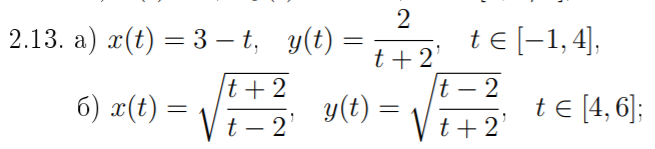 2.13. а) x(t) = 3 − t, y(t) = 2/(t + 2), t ∈ [−1, 4],
б) x(t) = √((t + 2)/(t − 2)), y(t) = √((t − 2)/(t + 2)), t ∈ [4, 6];